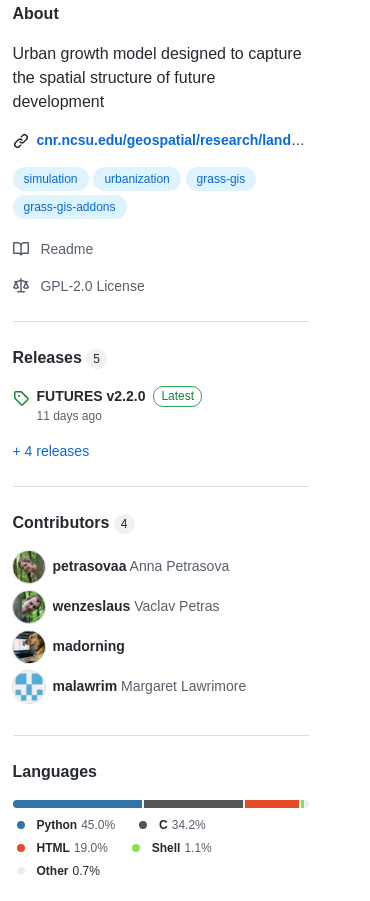 About
Urban growth model designed to capture
the spatial structure of future
development
cnr.ncsu.edu/geospatial/research/land…
simulation urbanization grass-gis
grass-gis-addons
Readme
GPL-2.0 License
Releases 5
FUTURES v2.2.0 Latest
11 days ago
+ 4 releases
Contributors 4
petrasovaa Anna Petrasova
wenzeslaus Vaclav Petras
madorning
malawrim Margaret Lawrimore
Languages
Python 45.0% C 34.2%
HTML 19.0% Shell 1.1%
Other 0.7%